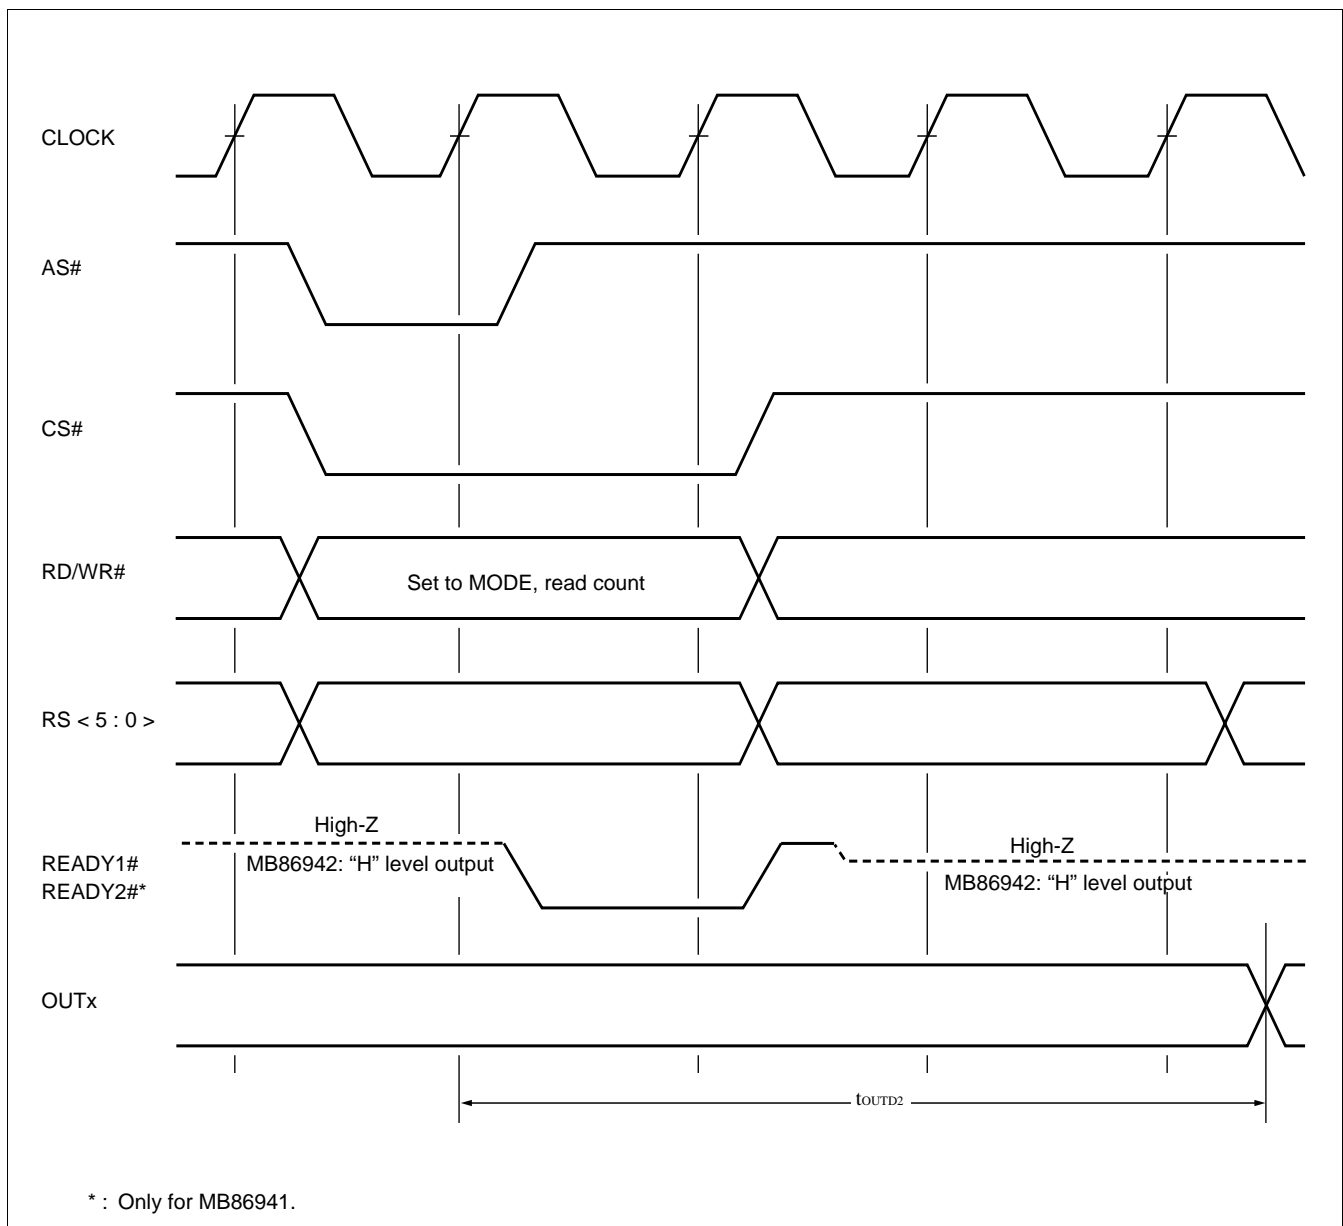 CLOCK
AS#
CS#
RD/WR#
Set to MODE, read count
RS < 5 : 0 >
High-Z
READY1#
MB86942: “H” level output
READY2#*
High-Z
MB86942: “H” level output
OUTx
tOUTD2
* : Only for MB86941.